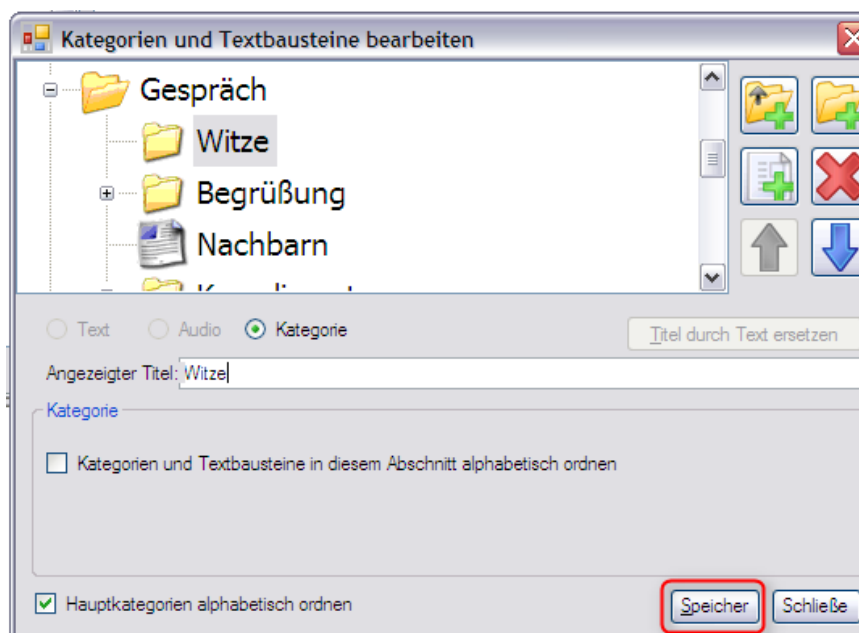 Kategorien und Textbausteine bearbeiten
Gespräch
Witze
Begrüßung
Nachbarn
Text Audio Kategorie Titel durch Text ersetzen
Angezeigter Titel: Witze
Kategorie
Kategorien und Textbausteine in diesem Abschnitt alphabetisch ordnen
Hauptkategorien alphabetisch ordnen Speicher Schließe